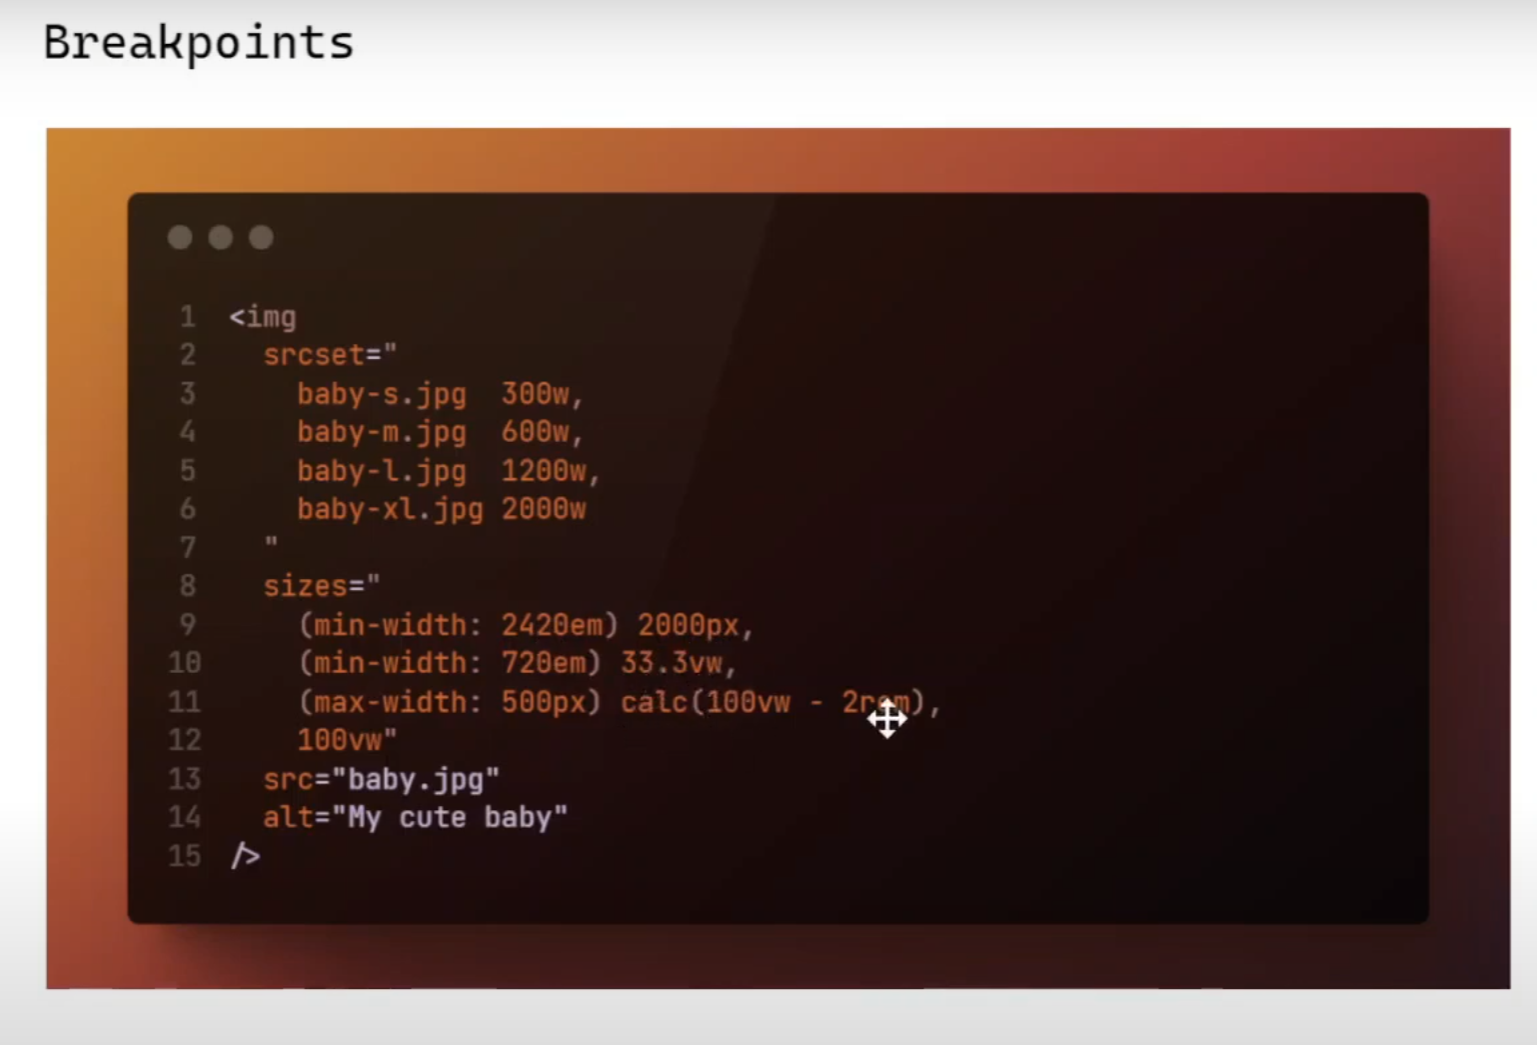 Breakpoints
1 <img
2 srcset="
3 baby-s.jpg 300w,
4 baby-m.jpg 600w,
5 baby-l.jpg 1200w,
6 baby-xl.jpg 2000w
7 "
8 sizes="
9 (min-width: 2420em) 2000px,
10 (min-width: 720em) 33.3vw,
11 (max-width: 500px) calc(100vw - 2rem),
12 100vw"
13 src="baby.jpg"
14 alt="My cute baby"
15 />